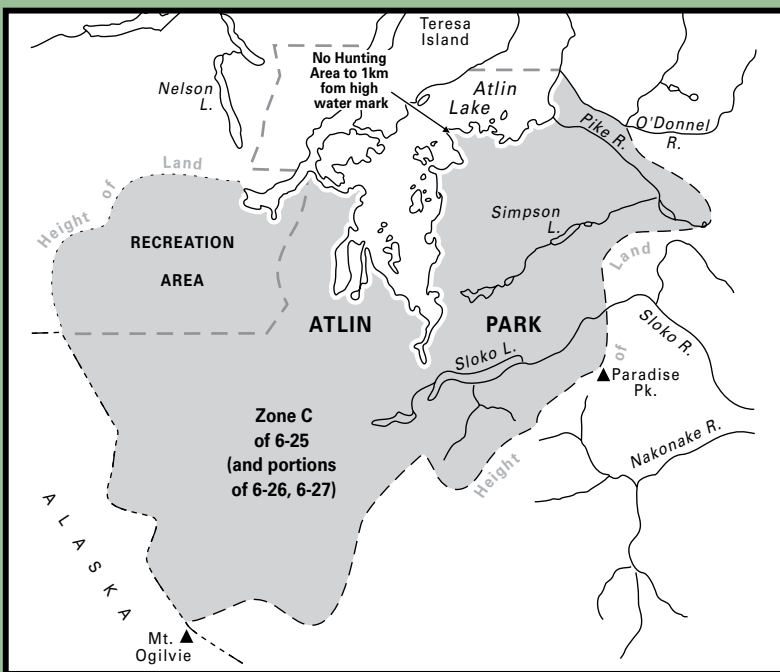 Teresa
Island
No Hunting
Area to 1km
fom high
water mark
Nelson
L.
Atlin
Lake
Pike R.
O'Donnel
R.
Height of Land
RECREATION
AREA
Simpson
L.
Height of Land
ATLIN PARK
Sloko L.
Sloko R.
Paradise
Pk.
Zone C
of 6-25
(and portions
of 6-26, 6-27)
Nakonake R.
ALASKA
Mt.
Ogilvie